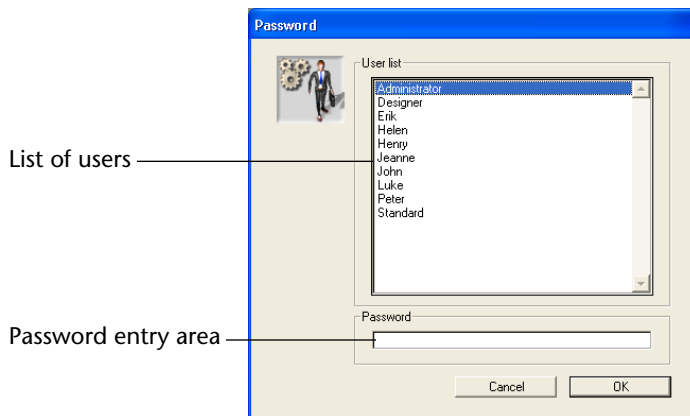 Password
User list
Administrator
Designer
Erik
Helen
Henry
Jeanne
John
Luke
Peter
Standard
List of users
Password
Password entry area
Cancel
OK